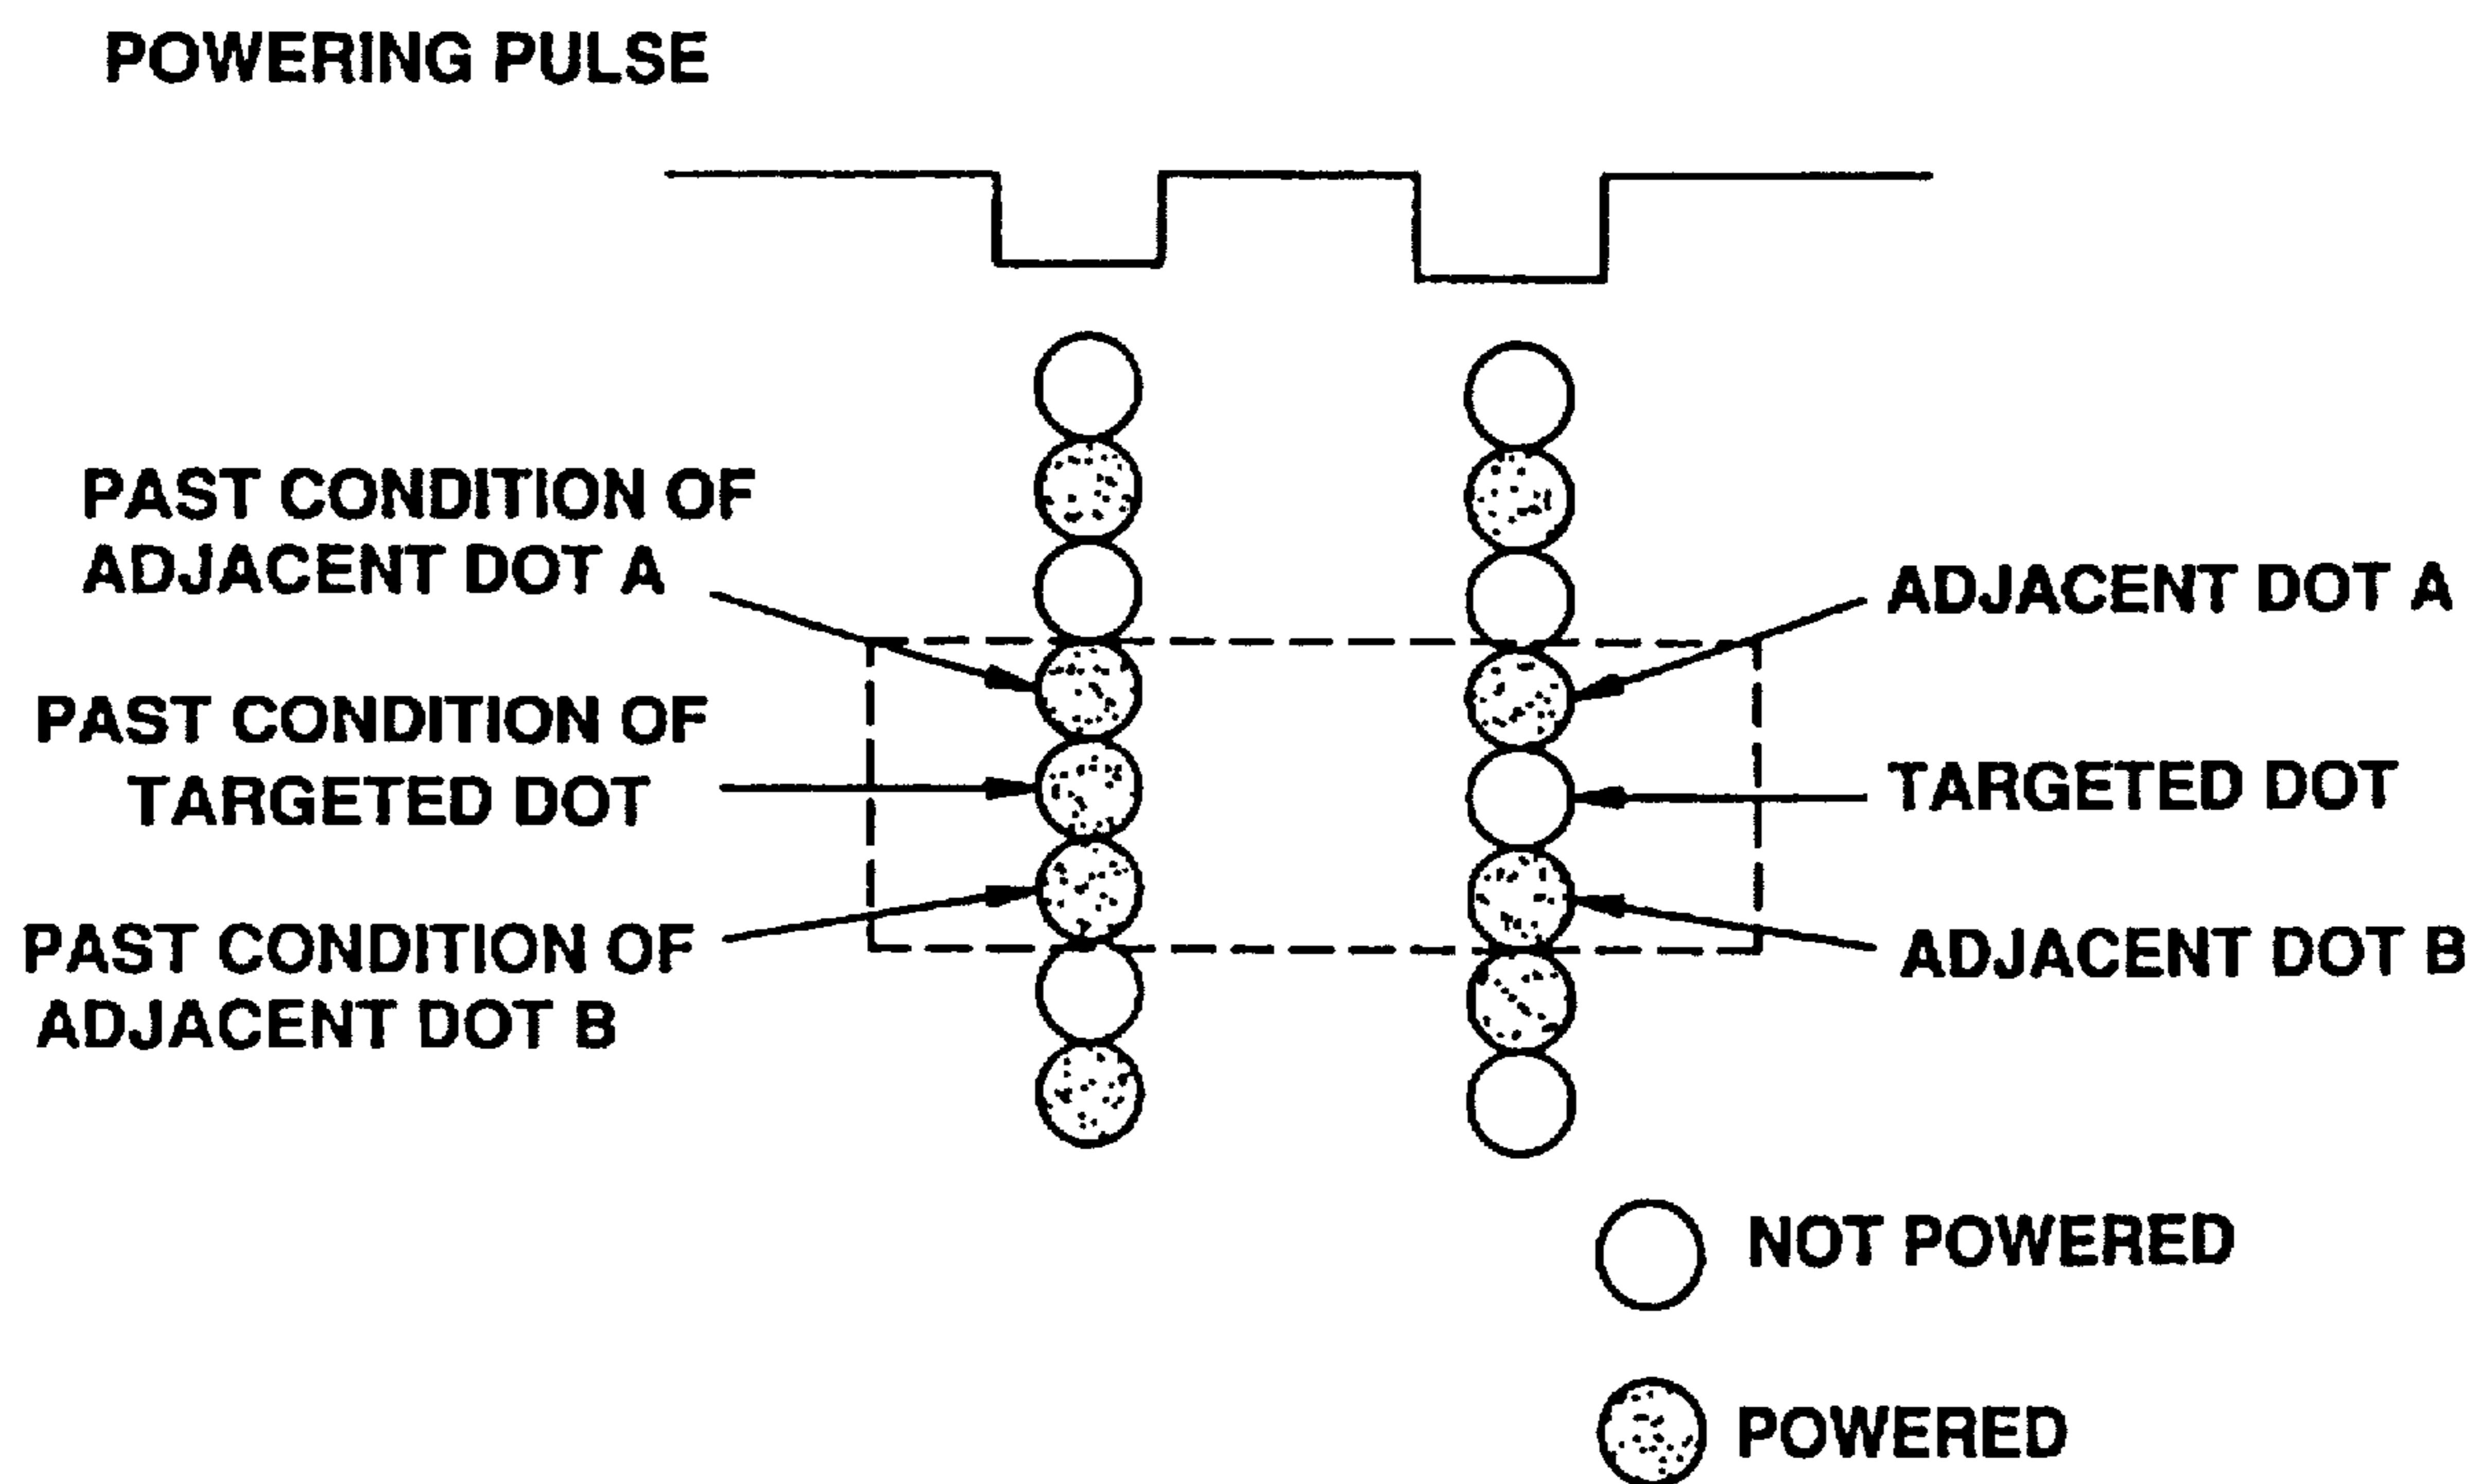 POWERING PULSE
PAST CONDITION OF
ADJACENT DOT A
PAST CONDITION OF
TARGETED DOT
PAST CONDITION OF
ADJACENT DOT B
ADJACENT DOT A
TARGETED DOT
ADJACENT DOT B
NOT POWERED
POWERED